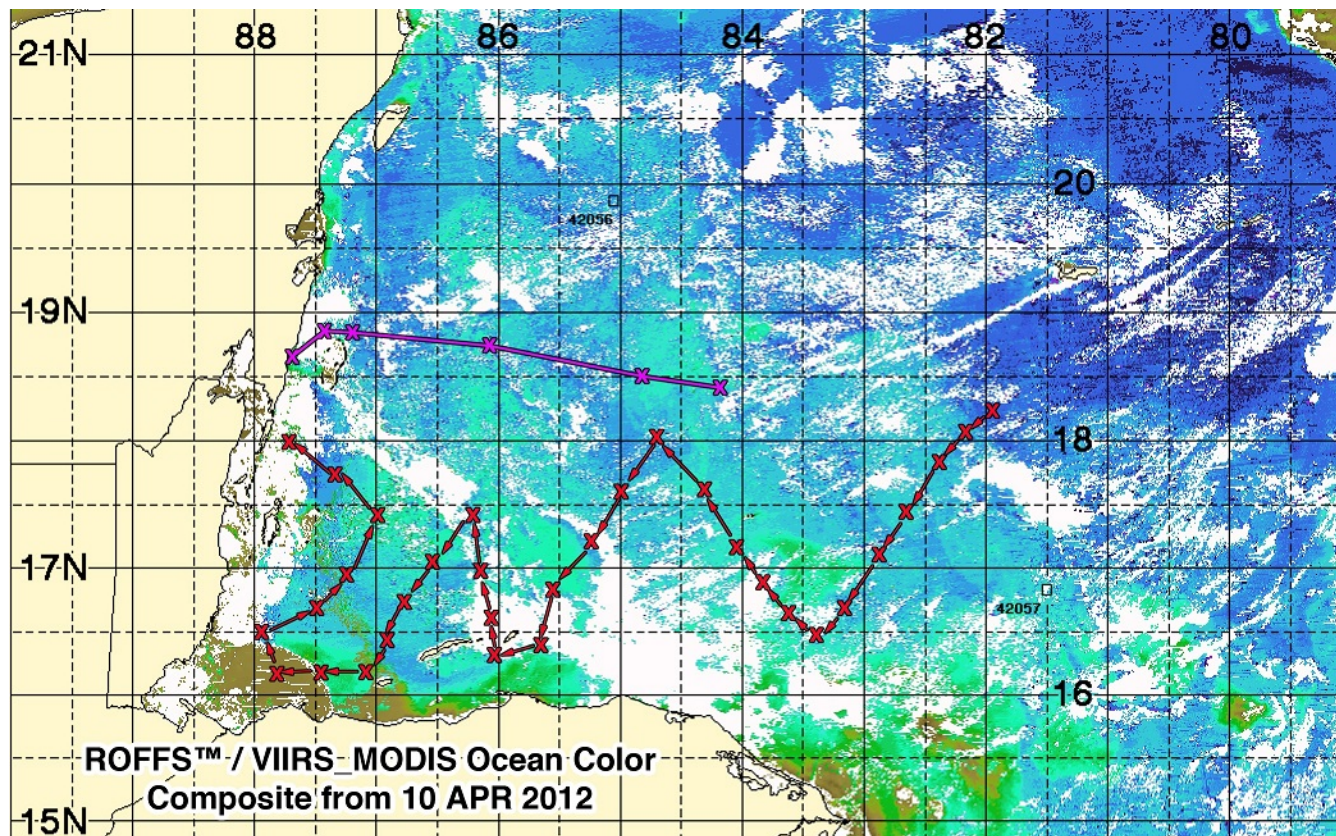 88 86 84 82 80
21N
20
42056
19N
18
17N
42057
16
ROFFS™ / VIIRS_MODIS Ocean Color
Composite from 10 APR 2012
15N